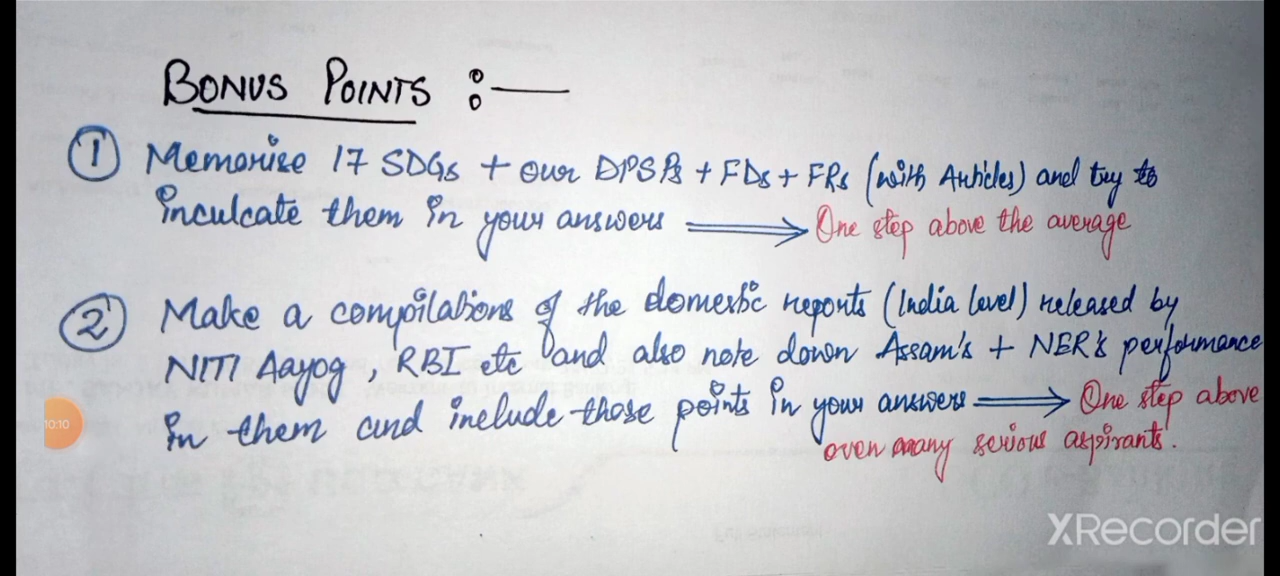 BONUS POINTS :—
① Memorise 17 SDGs + our DPSPs + FDs + FRs (with Articles) and try to
inculcate them in your answers ⟹ One step above the average
② Make a compilations of the domestic reports (India level) released by
NITI Aayog, RBI etc and also note down Assam's + NER's performance
in them and include those points in your answers ⟹ One step above
even many serious aspirants.
10:10
XRecorder